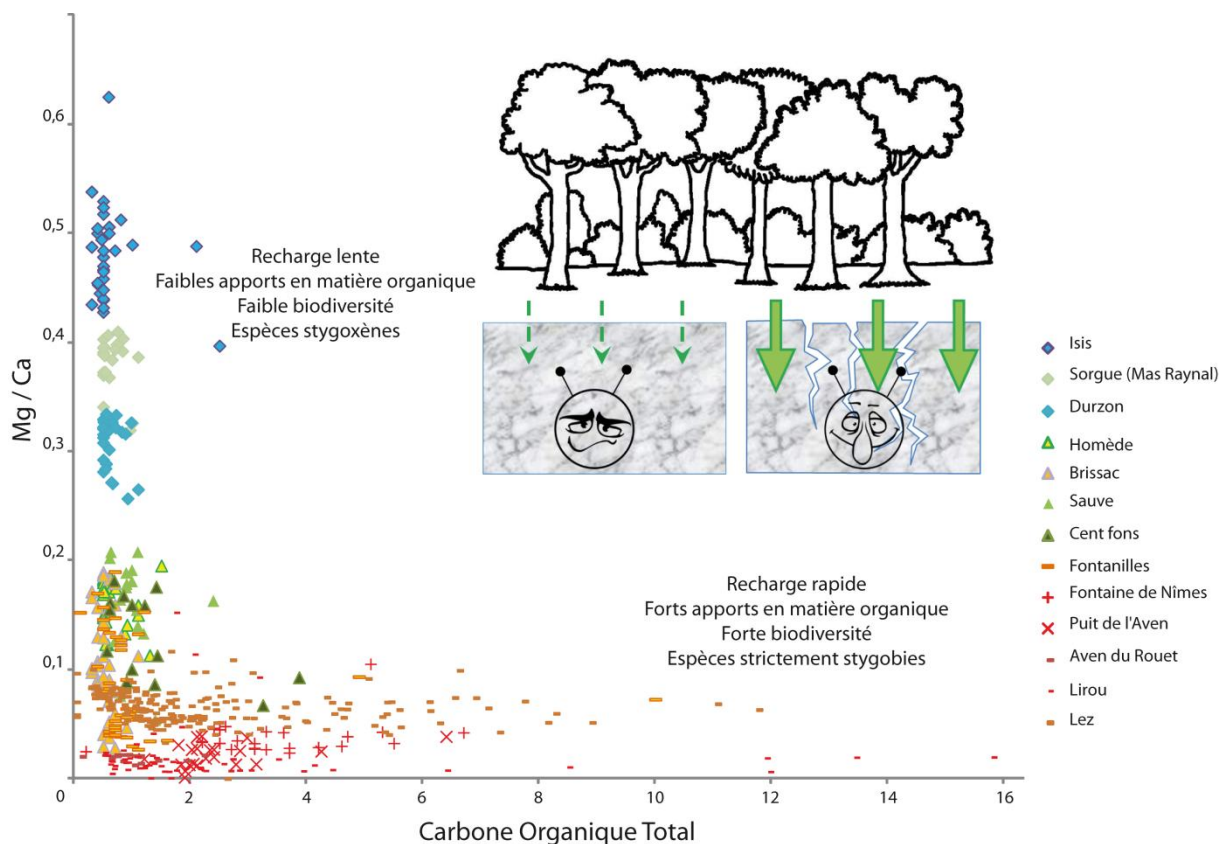 Mg / Ca
0,6
0,5
0,4
0,3
0,2
0,1
0
0 2 4 6 8 10 12 14 16
Carbone Organique Total
Recharge lente
Faibles apports en matière organique
Faible biodiversité
Espèces stygoxènes
Recharge rapide
Forts apports en matière organique
Forte biodiversité
Espèces strictement stygobies
Isis
Sorgue (Mas Raynal)
Durzon
Homède
Brissac
Sauve
Cent fons
Fontanilles
Fontaine de Nîmes
Puit de l'Aven
Aven du Rouet
Lirou
Lez